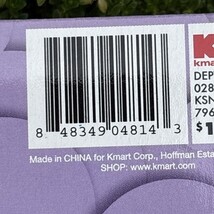 K
kmart
DEP
028
KSN
796
$1
8 48349 04814 3
Made in CHINA for Kmart Corp., Hoffman Esta
SHOP: www.kmart.com